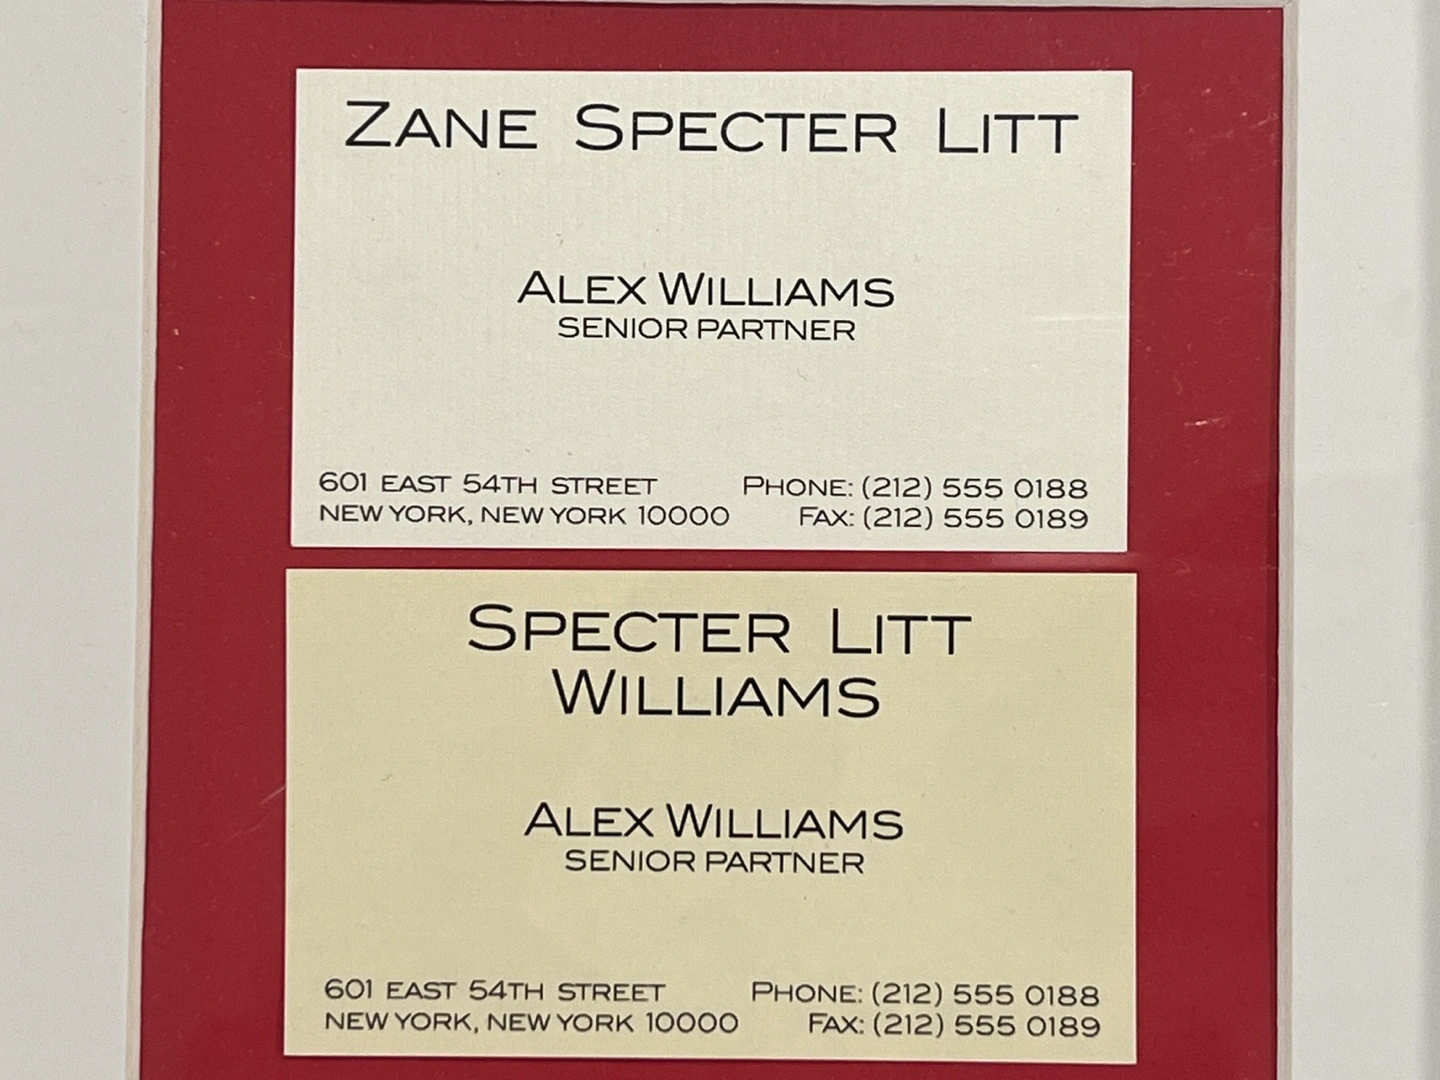 ZANE SPECTER LITT
ALEX WILLIAMS
SENIOR PARTNER
601 EAST 54TH STREET
NEW YORK, NEW YORK 10000
PHONE: (212) 555 0188
FAX: (212) 555 0189
SPECTER LITT
WILLIAMS
ALEX WILLIAMS
SENIOR PARTNER
601 EAST 54TH STREET
NEW YORK, NEW YORK 10000
PHONE: (212) 555 0188
FAX: (212) 555 0189